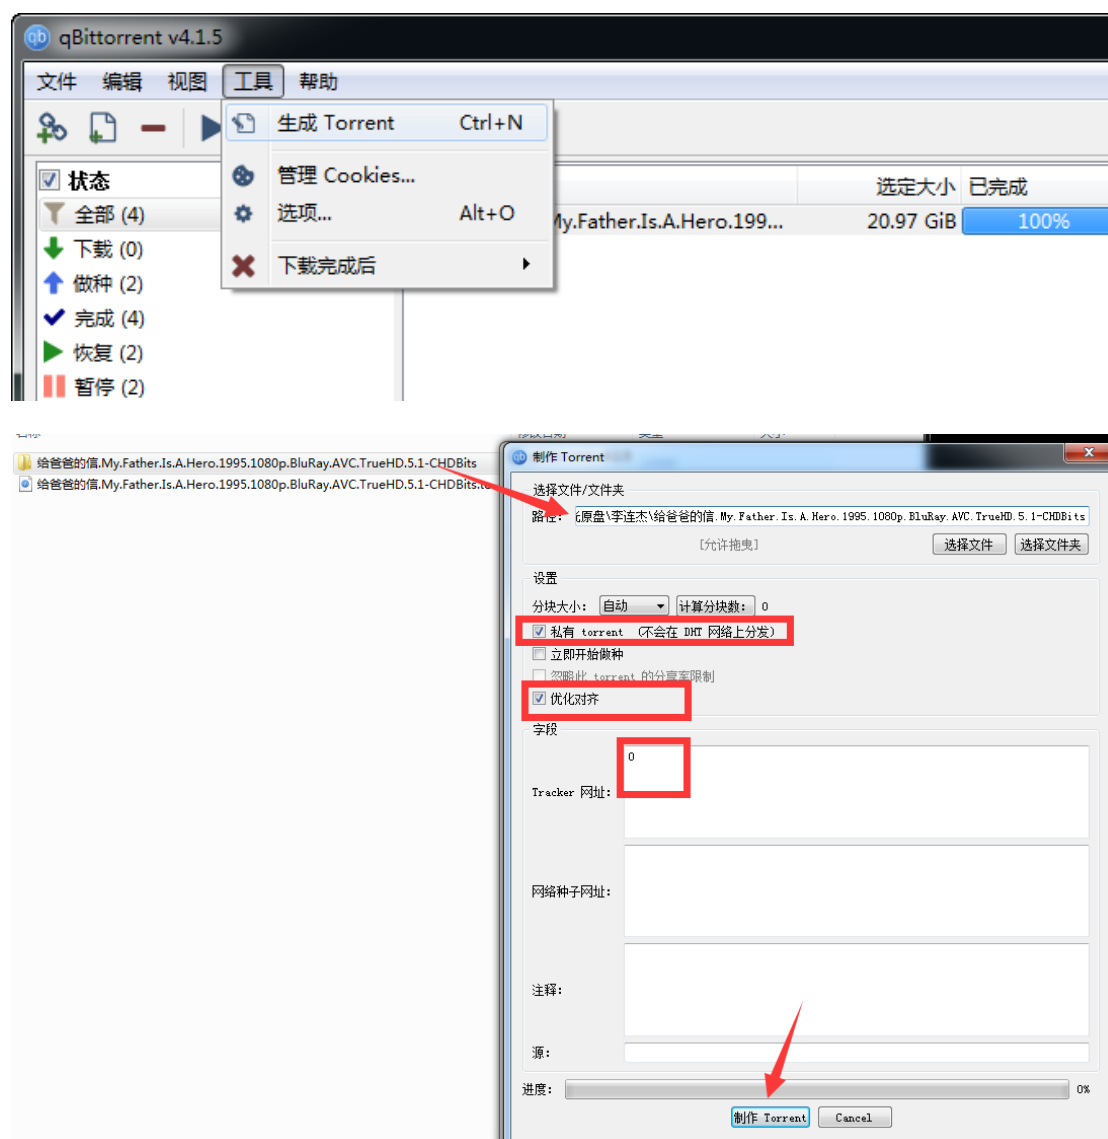 qBittorrent v4.1.5
文件 编辑 视图 工具 帮助
生成 Torrent Ctrl+N
管理 Cookies...
选项... Alt+O
下载完成后
状态
全部 (4)
下载 (0)
做种 (2)
完成 (4)
恢复 (2)
暂停 (2)
选定大小 已完成
My.Father.Is.A.Hero.199... 20.97 GiB 100%
给爸爸的信.My.Father.Is.A.Hero.1995.1080p.BluRay.AVC.TrueHD.5.1-CHDBits
给爸爸的信.My.Father.Is.A.Hero.1995.1080p.BluRay.AVC.TrueHD.5.1-CHDBits.to
制作 Torrent
选择文件/文件夹
路径: 原盘\李连杰\给爸爸的信.My.Father.Is.A.Hero.1995.1080p.BluRay.AVC.TrueHD.5.1-CHDBits
[允许拖曳] 选择文件 选择文件夹
设置
分块大小: 自动 计算分块数: 0
私有 torrent （不会在 DHT 网络上分发）
立即开始做种
忽略此 torrent 的分享率限制
优化对齐
字段
Tracker 网址: 0
网络种子网址:
注释:
源:
进度: 0%
制作 Torrent Cancel